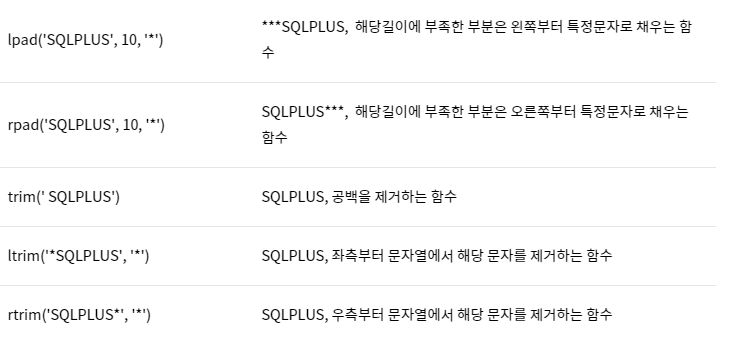 lpad('SQLPLUS', 10, '*')
***SQLPLUS, 해당길이에 부족한 부분은 왼쪽부터 특정문자로 채우는 함
수
rpad('SQLPLUS', 10, '*')
SQLPLUS***, 해당길이에 부족한 부분은 오른쪽부터 특정문자로 채우는
함수
trim(' SQLPLUS')
SQLPLUS, 공백을 제거하는 함수
ltrim('*SQLPLUS', '*')
SQLPLUS, 좌측부터 문자열에서 해당 문자를 제거하는 함수
rtrim('SQLPLUS*', '*')
SQLPLUS, 우측부터 문자열에서 해당 문자를 제거하는 함수